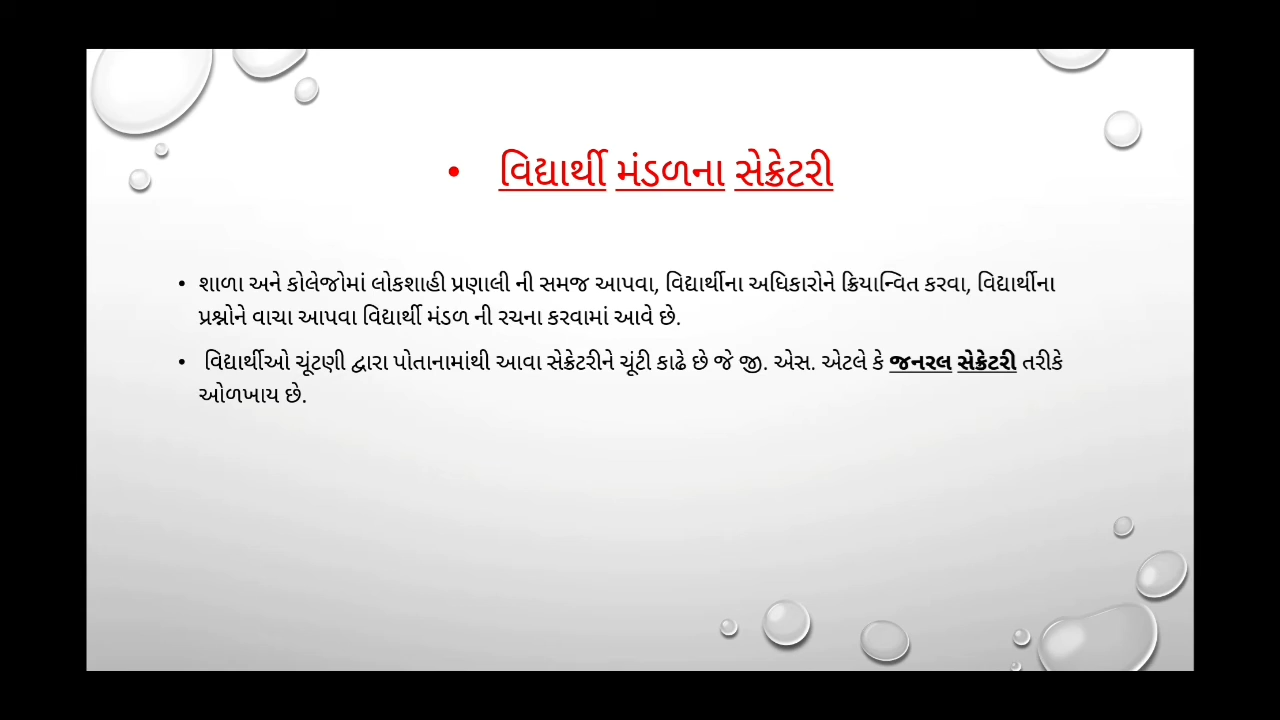 • વિદ્યાર્થી મંડળના સેક્રેટરી
• શાળા અને કોલેજોમાં લોકશાહી પ્રણાલી ની સમજ આપવા, વિદ્યાર્થીના અધિકારોને ક્રિયાન્વિત કરવા, વિદ્યાર્થીના
પ્રશ્નોને વાચા આપવા વિદ્યાર્થી મંડળ ની રચના કરવામાં આવે છે.
• વિદ્યાર્થીઓ ચૂંટણી દ્વારા પોતાનામાંથી આવા સેક્રેટરીને ચૂંટી કાઢે છે જે જી. એસ. એટલે કે જનરલ સેક્રેટરી તરીકે
ઓળખાય છે.